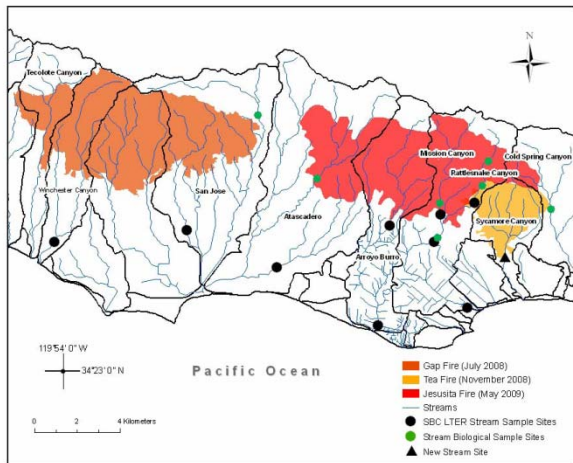 N
Tecolote Canyon
Mission Canyon
Cold Spring Canyon
Rattlesnake Canyon
Winchester Canyon
San Jose
Atascadero
Sycamore Canyon
Arroyo Burro
119°54' 0" W
34°23' 0" N
Pacific Ocean
0 2 4 Kilometers
Gap Fire (July 2008)
Tea Fire (November 2008)
Jesusita Fire (May 2009)
Streams
SBC LTER Stream Sample Sites
Stream Biological Sample Sites
New Stream Site